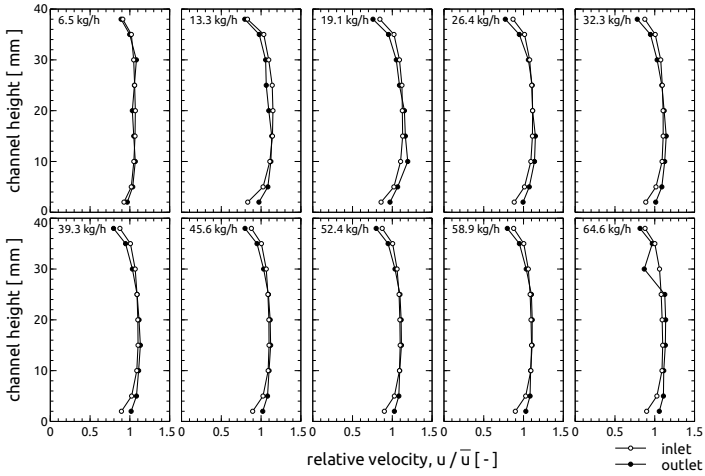 40
30
20
10
0
channel height [ mm ]
6.5 kg/h
13.3 kg/h
19.1 kg/h
26.4 kg/h
32.3 kg/h
40
30
20
10
0
channel height [ mm ]
39.3 kg/h
45.6 kg/h
52.4 kg/h
58.9 kg/h
64.6 kg/h
0 0.5 1 1.5 0 0.5 1 1.5 0 0.5 1 1.5 0 0.5 1 1.5 0 0.5 1 1.5
relative velocity, u / u̅ [ - ]
inlet
outlet